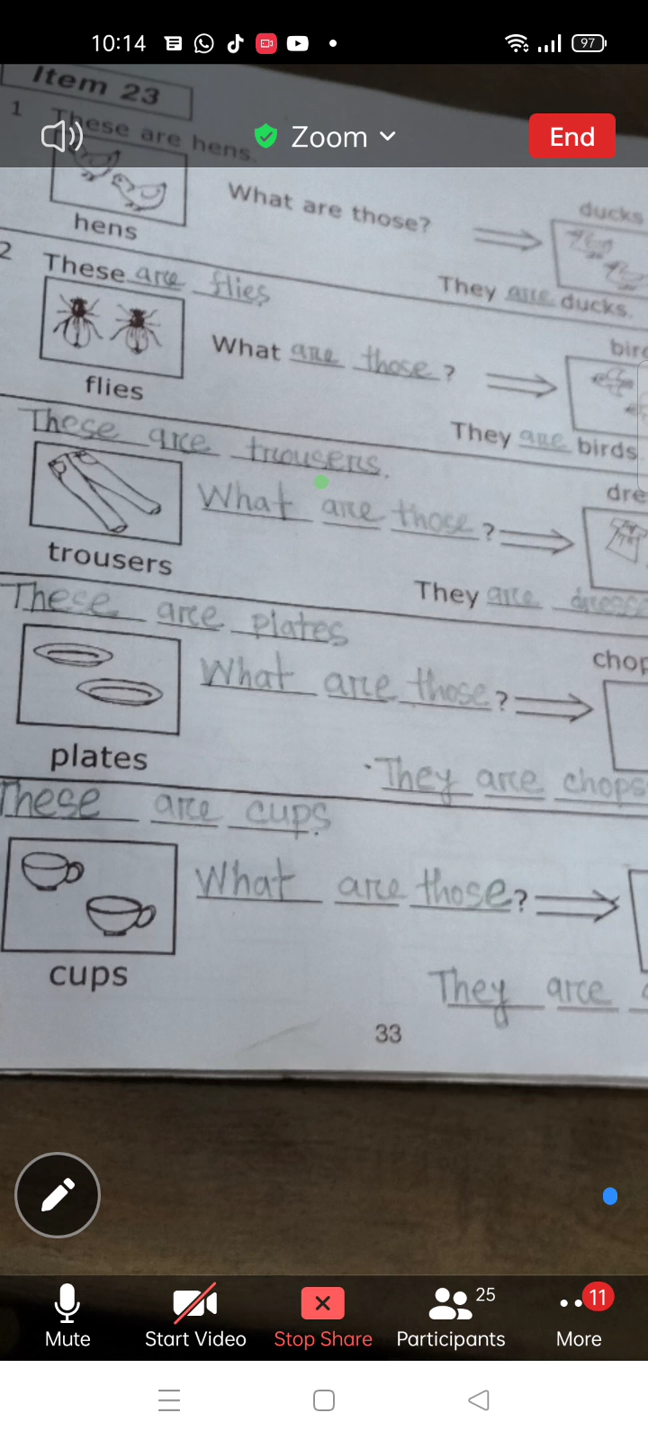 10:14
97
Item 23
1 These are hens.
Zoom
End
hens
What are those?
ducks
They are ducks.
2 These are flies
flies
What are those?
They are birds.
These are trousers.
trousers
What are those?
They are
These are plates
plates
What are those?
They are chops
These are cups.
cups
What are those?
They are
33
Mute
Start Video
Stop Share
25
Participants
11
More